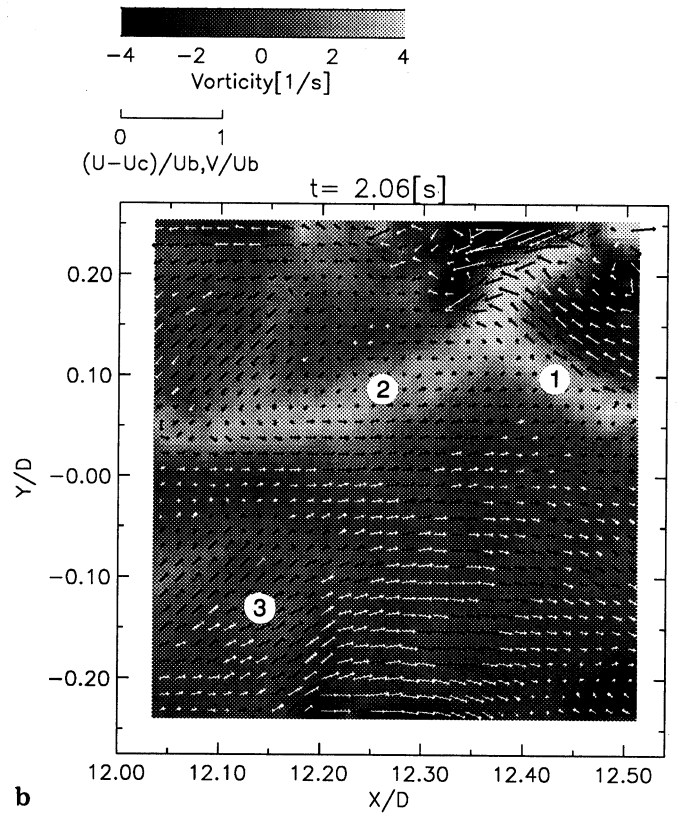 −4 −2 0 2 4
Vorticity[1/s]
0 1
(U−Uc)/Ub,V/Ub
t= 2.06[s]
0.20
0.10
−0.00
−0.10
−0.20
Y/D
1
2
3
12.00 12.10 12.20 12.30 12.40 12.50
X/D
b